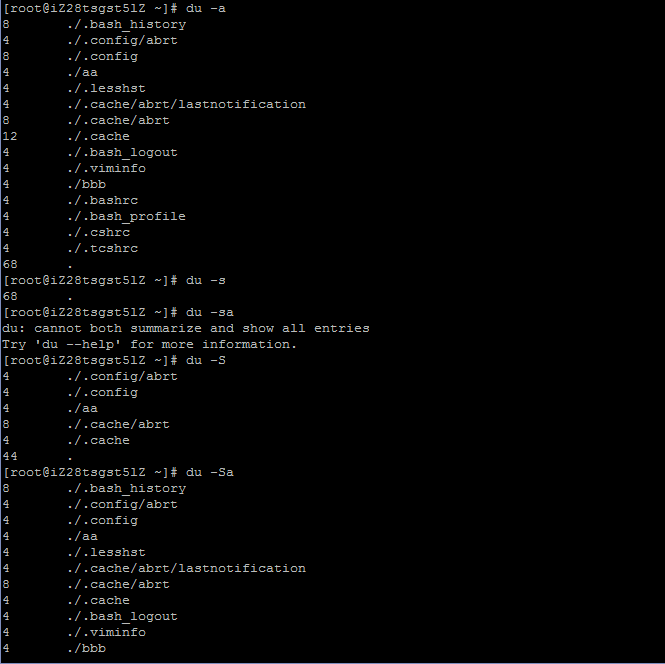 [root@iZ28tsgst5lZ ~]# du -a
8       ./.bash_history
4       ./.config/abrt
8       ./.config
4       ./aa
4       ./.lesshst
4       ./.cache/abrt/lastnotification
8       ./.cache/abrt
12      ./.cache
4       ./.bash_logout
4       ./.viminfo
4       ./bbb
4       ./.bashrc
4       ./.bash_profile
4       ./.cshrc
4       ./.tcshrc
68      .
[root@iZ28tsgst5lZ ~]# du -s
68      .
[root@iZ28tsgst5lZ ~]# du -sa
du: cannot both summarize and show all entries
Try 'du --help' for more information.
[root@iZ28tsgst5lZ ~]# du -S
4       ./.config/abrt
4       ./.config
4       ./aa
8       ./.cache/abrt
4       ./.cache
44      .
[root@iZ28tsgst5lZ ~]# du -Sa
8       ./.bash_history
4       ./.config/abrt
4       ./.config
4       ./aa
4       ./.lesshst
4       ./.cache/abrt/lastnotification
8       ./.cache/abrt
4       ./.cache
4       ./.bash_logout
4       ./.viminfo
4       ./bbb